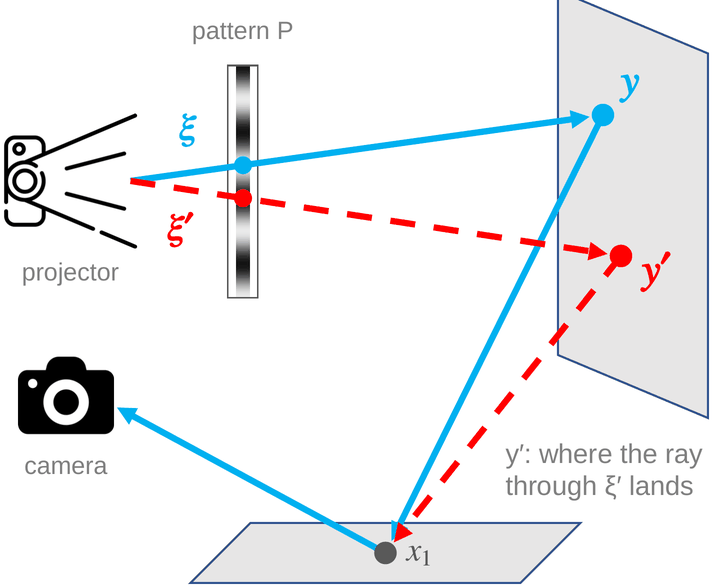 pattern P
ξ
y
ξ′
y′
projector
camera
y′: where the ray
through ξ′ lands
x₁